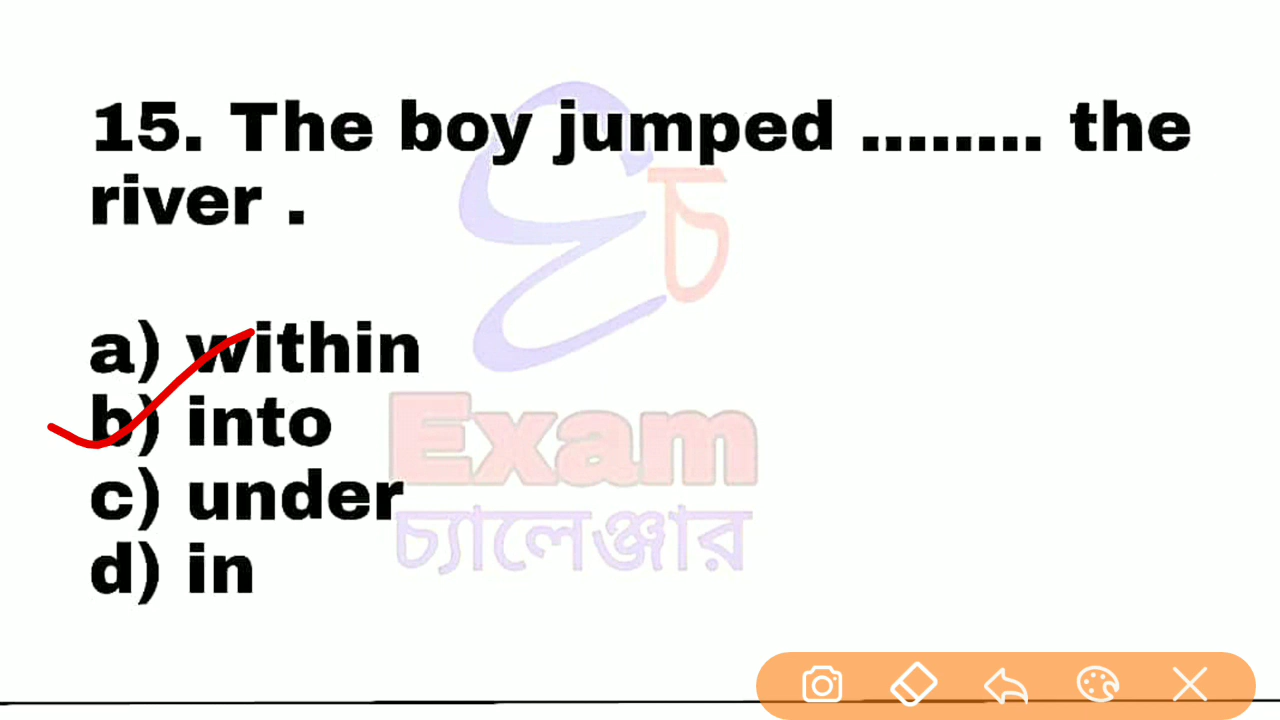 15. The boy jumped ........ the
river .
a) within
b) into
c) under
d) in
Exam
চ্যালেঞ্জার